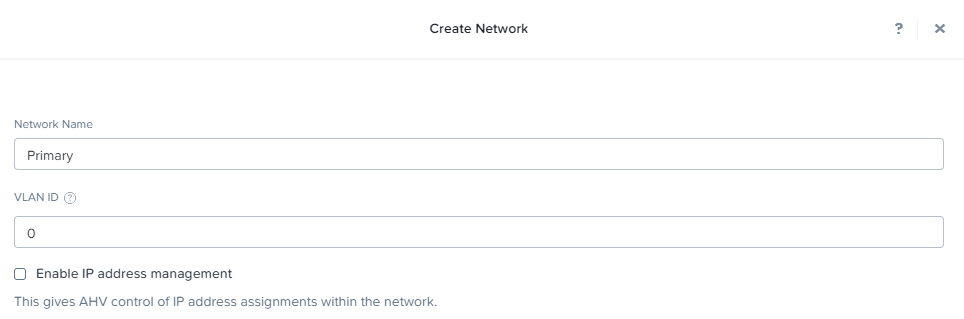 Create Network
?
×
Network Name
Primary
VLAN ID ?
0
Enable IP address management
This gives AHV control of IP address assignments within the network.